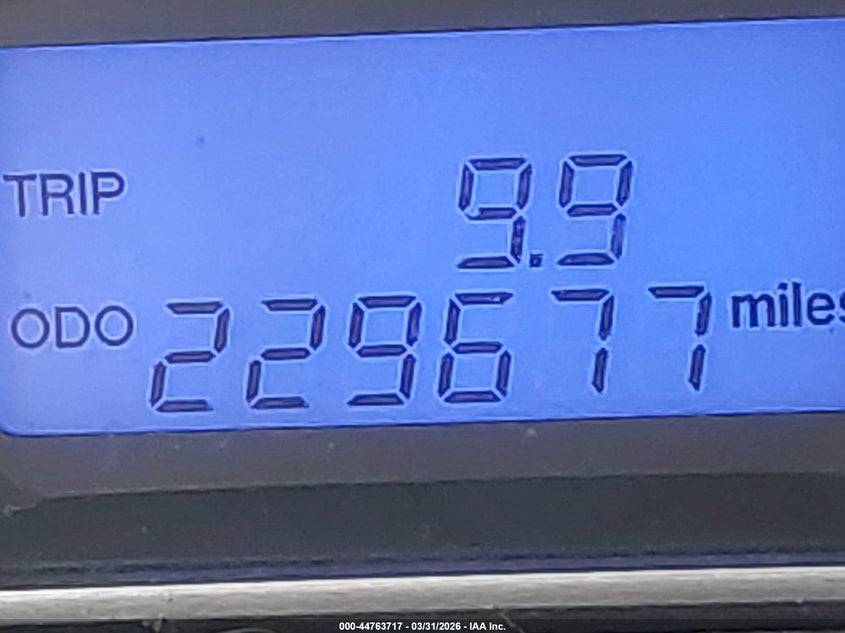 TRIP 9.9
ODO 229677 miles
000-44763717 - 03/31/2026 - IAA Inc.